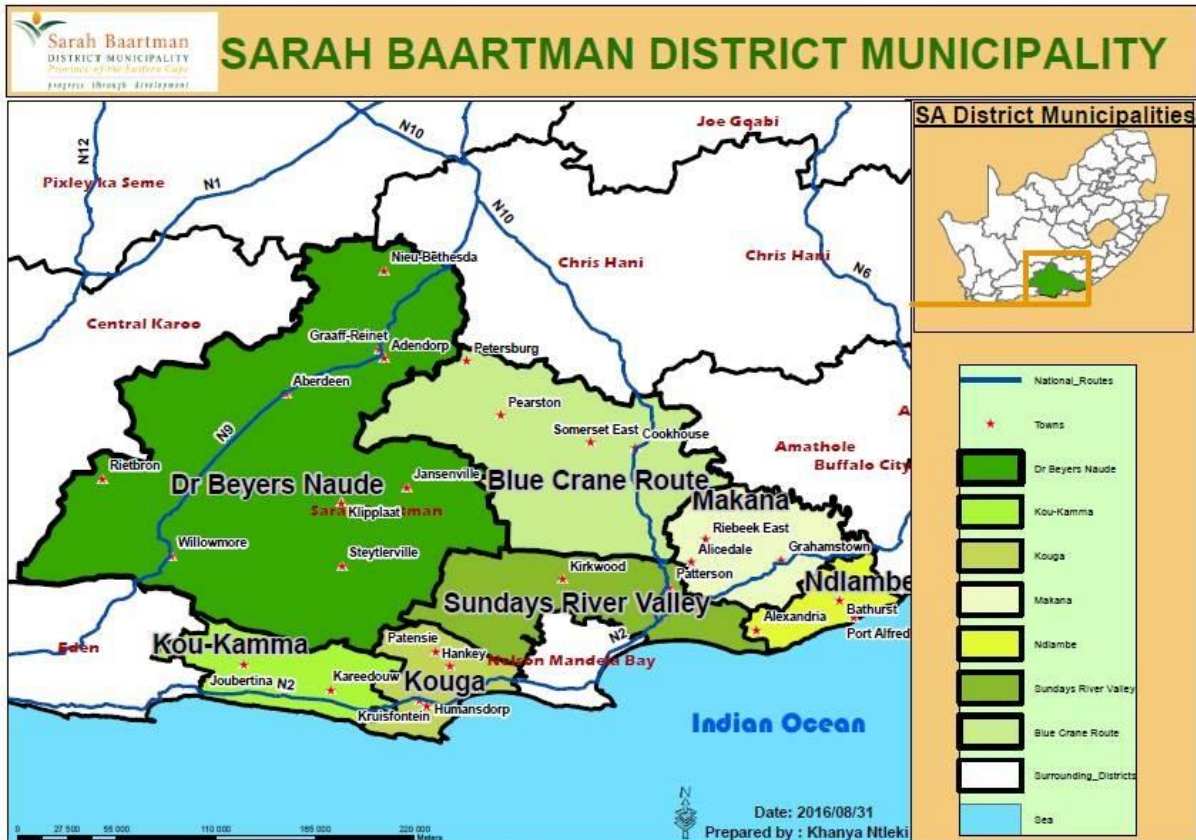 Sarah Baartman
DISTRICT MUNICIPALITY
Province of the Eastern Cape
progress through development
SARAH BAARTMAN DISTRICT MUNICIPALITY
SA District Municipalities
N12
N10
Joe Gqabi
Pixley ka Seme
N1
N10
Chris Hani
Chris Hani
N6
Nieu-Bethesda
Central Karoo
Graaff-Reinet
Adendorp
Petersburg
Aberdeen
Pearston
N9
Somerset East
Cookhouse
Amathole
Buffalo City
Rietbron
Dr Beyers Naude
Jansenville
Blue Crane Route
Makana
Klipplaat
Riebeek East
Willowmore
Steytlerville
Alicedale
Grahamstown
Kirkwood
Patterson
Ndlambe
Sundays River Valley
Alexandria
Bathurst
Port Alfred
Eden
Kou-Kamma
Patensie
Hankey
N2
Nelson Mandela Bay
Joubertina
Kareedouw
Kouga
N2
Kruisfontein
Humansdorp
Indian Ocean
National_Routes
Towns
Dr Beyers Naude
Kou-Kamma
Kouga
Makana
Ndlambe
Sundays River Valley
Blue Crane Route
Surrounding_Districts
Sea
N
Date: 2016/08/31
Prepared by : Khanya Ntleki
0 27 500 55 000 110 000 165 000 220 000
Meters